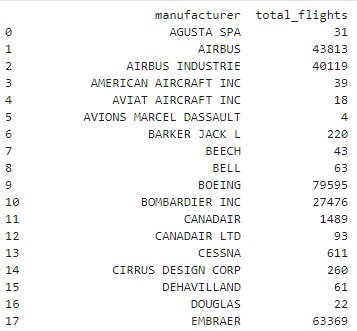 manufacturer total_flights
0 AGUSTA SPA 31
1 AIRBUS 43813
2 AIRBUS INDUSTRIE 40119
3 AMERICAN AIRCRAFT INC 39
4 AVIAT AIRCRAFT INC 18
5 AVIONS MARCEL DASSAULT 4
6 BARKER JACK L 220
7 BEECH 43
8 BELL 63
9 BOEING 79595
10 BOMBARDIER INC 27476
11 CANADAIR 1489
12 CANADAIR LTD 93
13 CESSNA 611
14 CIRRUS DESIGN CORP 260
15 DEHAVILLAND 61
16 DOUGLAS 22
17 EMBRAER 63369